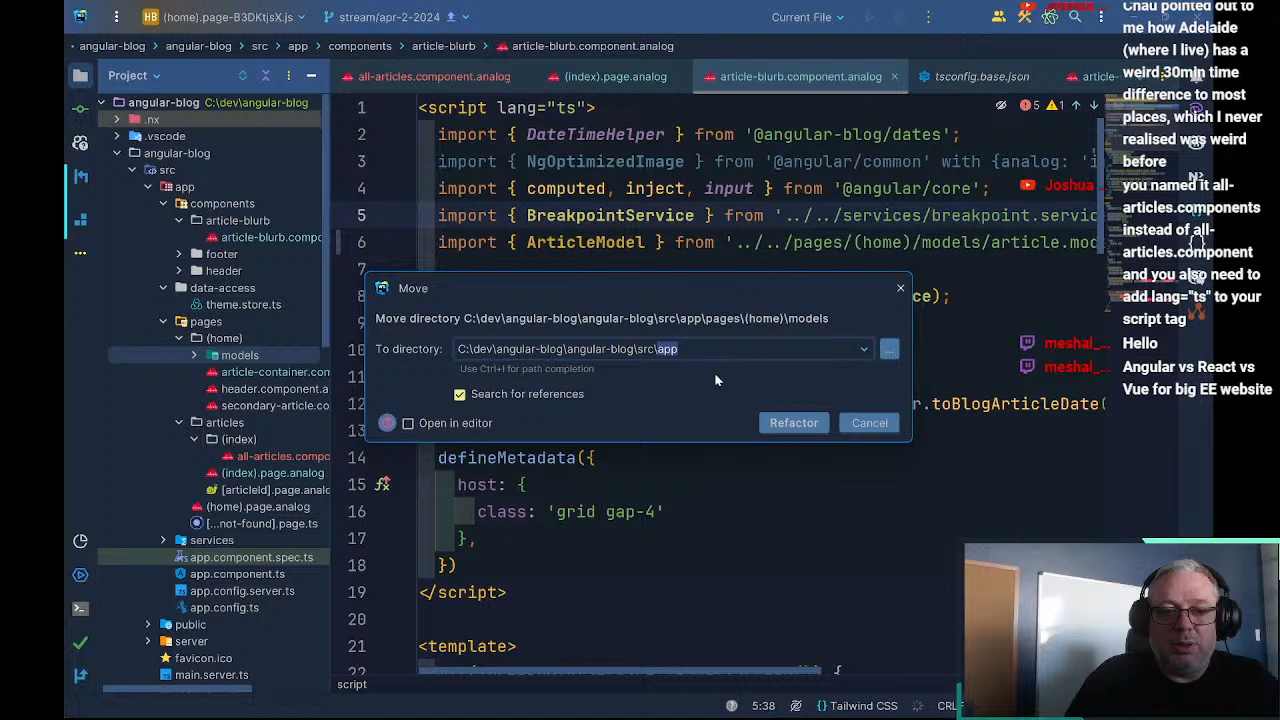 HB (home).page-B3DKtjsX.js
stream/apr-2-2024
Current File
angular-blog
angular-blog
src
app
components
article-blurb
article-blurb.component.analog
Project
all-articles.component.analog
(index).page.analog
article-blurb.component.analog
tsconfig.base.json
article-
angular-blog C:\dev\angular-blog
.nx
.vscode
angular-blog
src
app
components
article-blurb
article-blurb.compo
footer
header
data-access
theme.store.ts
pages
(home)
models
article-container.con
header.component.a
secondary-article.co
articles
(index)
all-articles.compone
(index).page.analog
[articleId].page.analo
(home).page.analog
[...not-found].page.ts
services
app.component.spec.ts
app.component.ts
app.config.server.ts
app.config.ts
public
server
favicon.ico
main.server.ts
1 <script lang="ts">
2 import { DateTimeHelper } from '@angular-blog/dates';
3 import { NgOptimizedImage } from '@angular/common' with {analog: 'i
4 import { computed, inject, input } from '@angular/core';
5 import { BreakpointService } from '../../services/breakpoint.servic
6 import { ArticleModel } from '../../pages/(home)/models/article.mod
ce);
r.toBlogArticleDate(
14 defineMetadata({
15 host: {
16 class: 'grid gap-4'
17 },
18 })
19 </script>
20
21 <template>
22
5
1
Move
Move directory C:\dev\angular-blog\angular-blog\src\app\pages\(home)\models
To directory:
C:\dev\angular-blog\angular-blog\src\app
...
Use Ctrl+I for path completion
Search for references
Open in editor
Refactor
Cancel
script
5:38
Tailwind CSS
CRLF
Chau pointed out to
me how Adelaide
(where I live) has a
weird 30min time
difference to most
places, which I never
realised was weird
before
Joshua
you named it all-
articles.components
instead of all-
articles.component
and you also need to
add lang="ts" to your
script tag
meshal_
Hello
meshal_
Angular vs React vs
Vue for big EE website